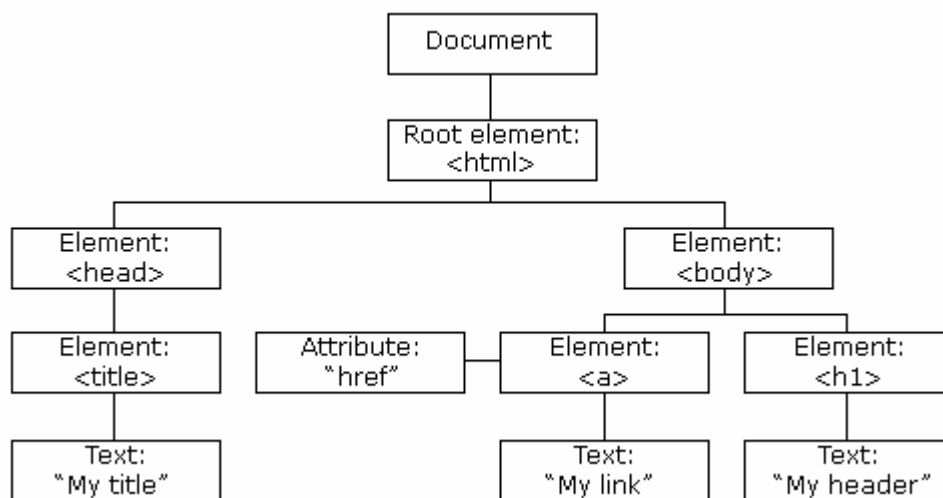 Document
Root element:
<html>
Element:
<head>
Element:
<body>
Element:
<title>
Attribute:
“href”
Element:
<a>
Element:
<h1>
Text:
“My title”
Text:
“My link”
Text:
“My header”